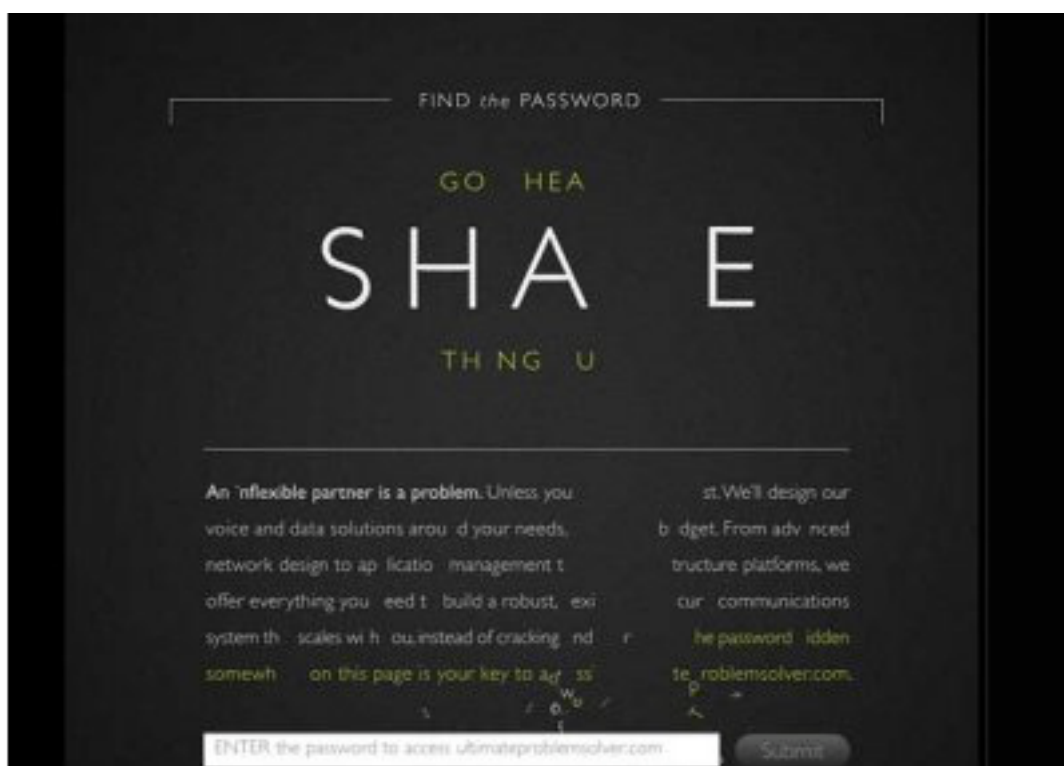 FIND the PASSWORD
GO HEA
SHA E
TH NG U
An nflexible partner is a problem. Unless you st. We'll design our
voice and data solutions arou d your needs, b dget. From adv nced
network design to ap licatio management t tructure platforms, we
offer everything you eed t build a robust, exi cur communications
system th scales wi h ou, instead of cracking nd r he password idden
somewh on this page is your key to ss te roblemsolver.com.
ENTER the password to access ultimateproblemsolver.com
Submit